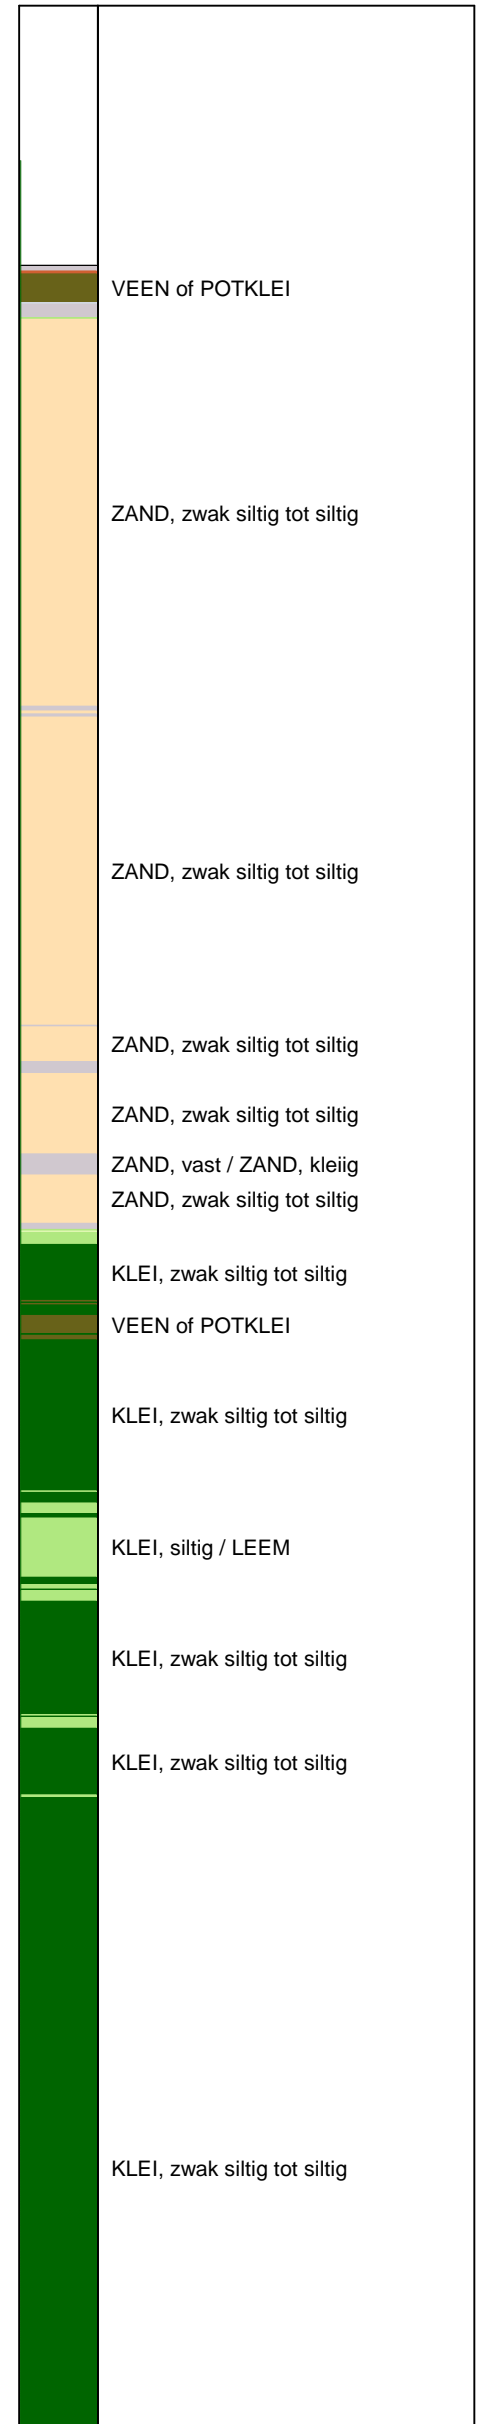 VEEN of POTKLEI
ZAND, zwak siltig tot siltig
ZAND, zwak siltig tot siltig
ZAND, zwak siltig tot siltig
ZAND, zwak siltig tot siltig
ZAND, vast / ZAND, kleiig
ZAND, zwak siltig tot siltig
KLEI, zwak siltig tot siltig
VEEN of POTKLEI
KLEI, zwak siltig tot siltig
KLEI, siltig / LEEM
KLEI, zwak siltig tot siltig
KLEI, zwak siltig tot siltig
KLEI, zwak siltig tot siltig